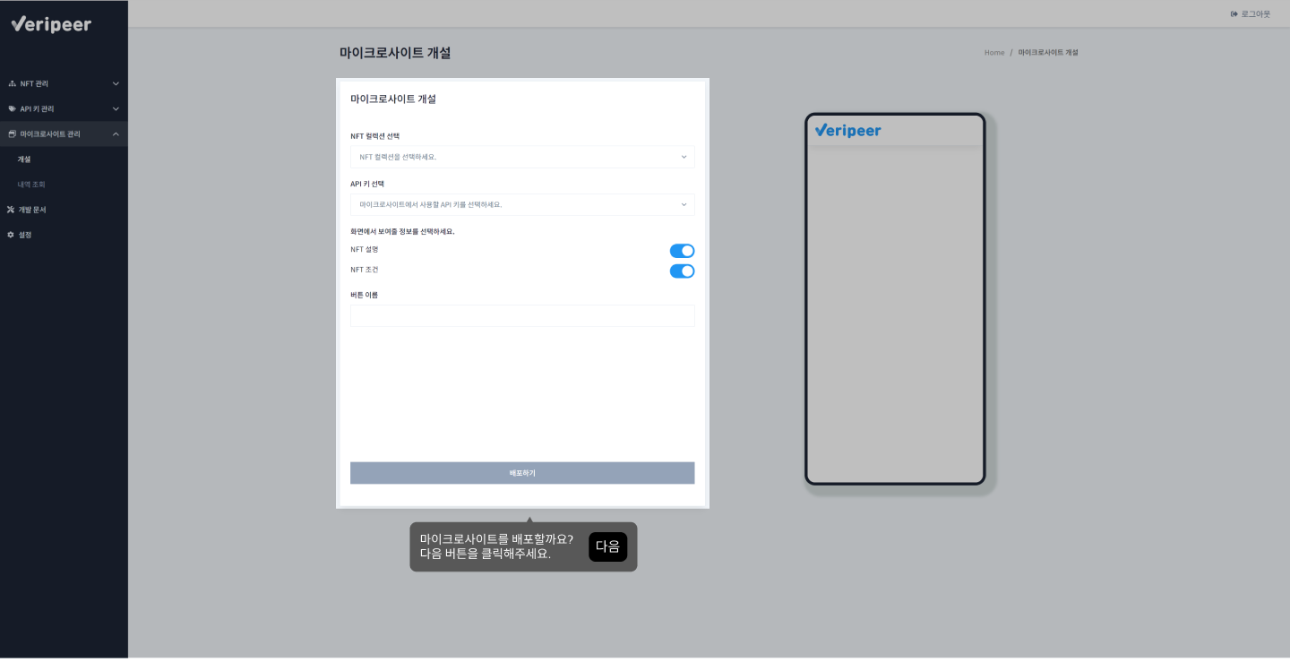 Veripeer
로그아웃
NFT 관리
API 키 관리
마이크로사이트 관리
개설
내역 조회
개발 문서
설정
마이크로사이트 개설
Home / 마이크로사이트 개설
마이크로사이트 개설
NFT 컬렉션 선택
NFT 컬렉션을 선택하세요.
API 키 선택
마이크로사이트에서 사용할 API 키를 선택하세요.
화면에서 보여줄 정보를 선택하세요.
NFT 설명
NFT 조건
버튼 이름
배포하기
Veripeer
마이크로사이트를 배포할까요?
다음 버튼을 클릭해주세요.
다음